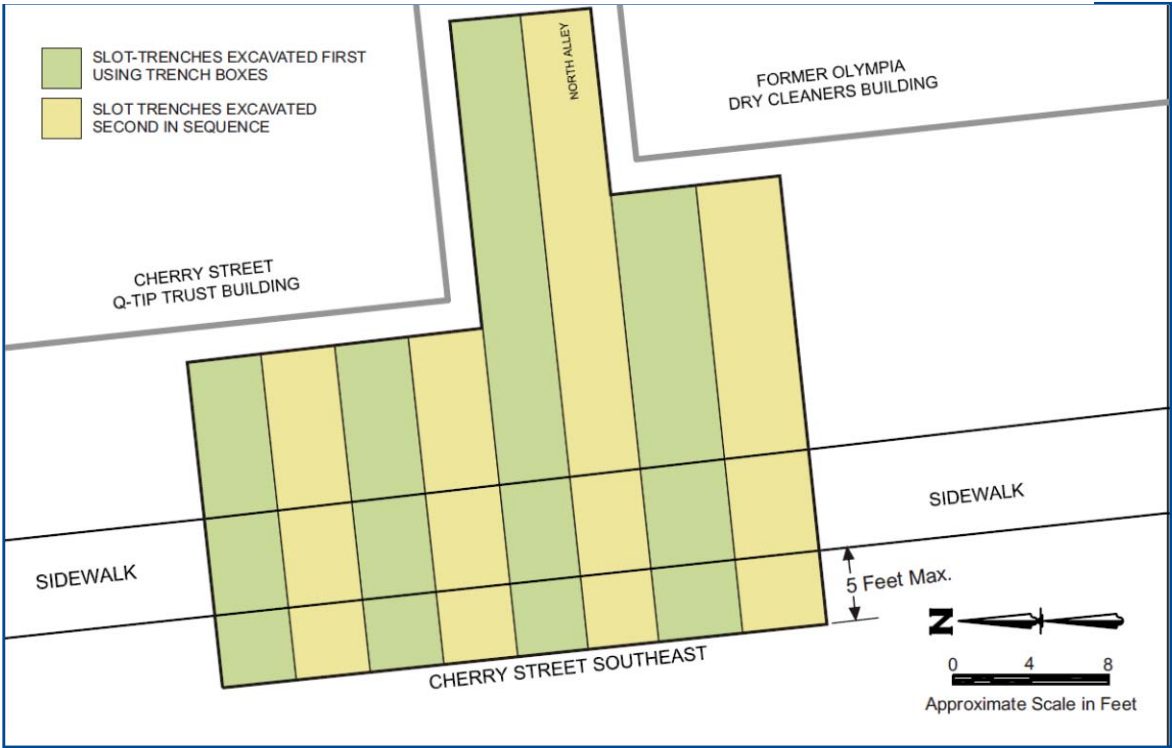 SLOT-TRENCHES EXCAVATED FIRST
USING TRENCH BOXES
SLOT TRENCHES EXCAVATED
SECOND IN SEQUENCE
NORTH ALLEY
FORMER OLYMPIA
DRY CLEANERS BUILDING
CHERRY STREET
Q-TIP TRUST BUILDING
SIDEWALK
SIDEWALK
5 Feet Max.
CHERRY STREET SOUTHEAST
N
0 4 8
Approximate Scale in Feet